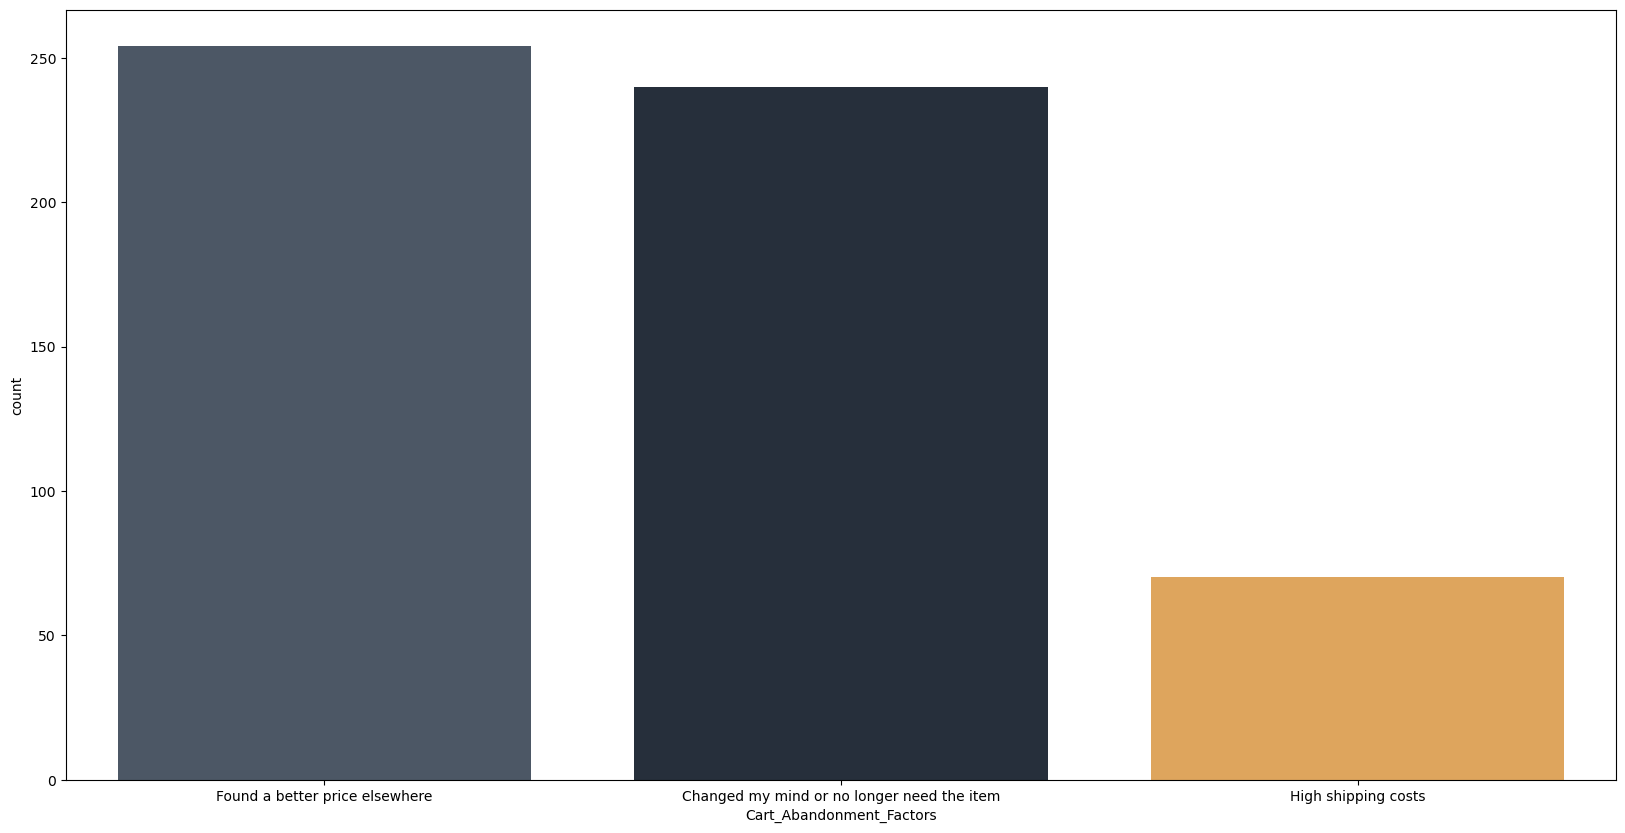 250
200
150
100
50
0
count
Found a better price elsewhere
Changed my mind or no longer need the item
High shipping costs
Cart_Abandonment_Factors